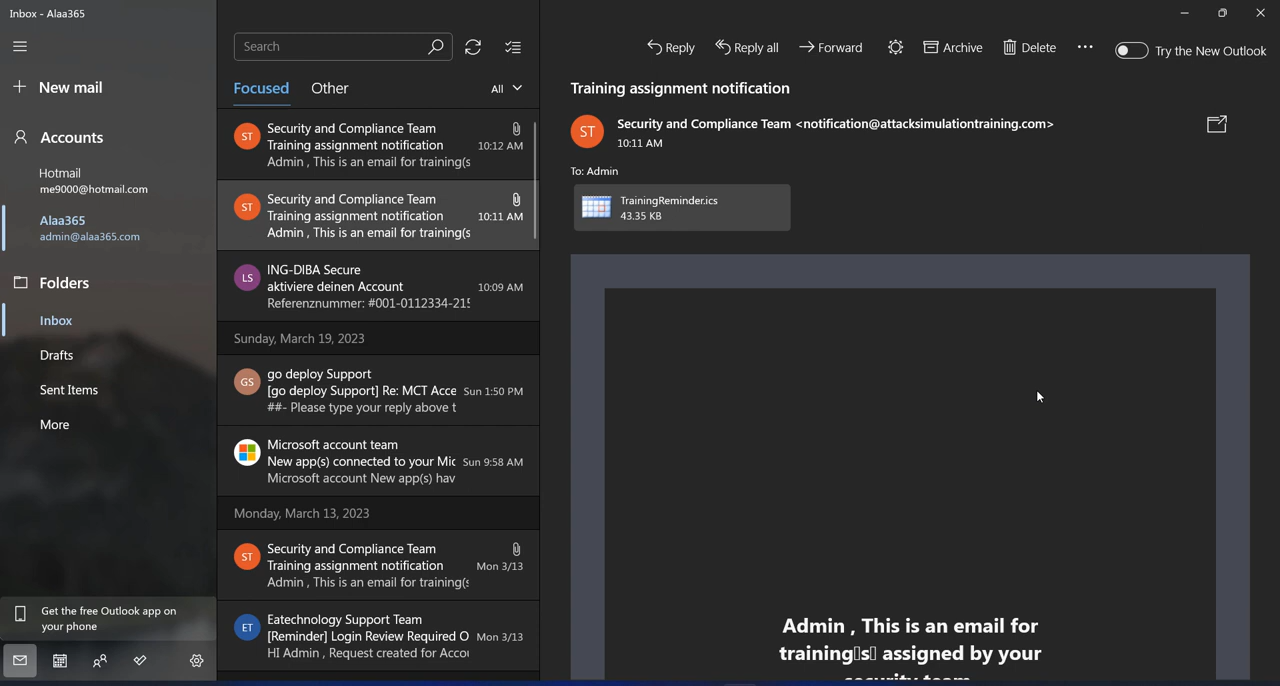 Inbox - Alaa365
New mail
Accounts
Hotmail
me9000@hotmail.com
Alaa365
admin@alaa365.com
Folders
Inbox
Drafts
Sent Items
More
Get the free Outlook app on
your phone
Search
Focused Other All
Security and Compliance Team
Training assignment notification 10:12 AM
Admin , This is an email for training(s
Security and Compliance Team
Training assignment notification 10:11 AM
Admin , This is an email for training(s
LS ING-DIBA Secure
aktiviere deinen Account 10:09 AM
Referenznummer: #001-0112334-215
Sunday, March 19, 2023
GS go deploy Support
[go deploy Support] Re: MCT Acce Sun 1:50 PM
##- Please type your reply above t
Microsoft account team
New app(s) connected to your Mic Sun 9:58 AM
Microsoft account New app(s) hav
Monday, March 13, 2023
ST Security and Compliance Team
Training assignment notification Mon 3/13
Admin , This is an email for training(s
ET Eatechnology Support Team
[Reminder] Login Review Required O Mon 3/13
HI Admin , Request created for Accou
Reply Reply all Forward Archive Delete ··· Try the New Outlook
Training assignment notification
ST Security and Compliance Team <notification@attacksimulationtraining.com>
10:11 AM
To: Admin
TrainingReminder.ics
43.35 KB
Admin , This is an email for
training▯s▯ assigned by your
security team